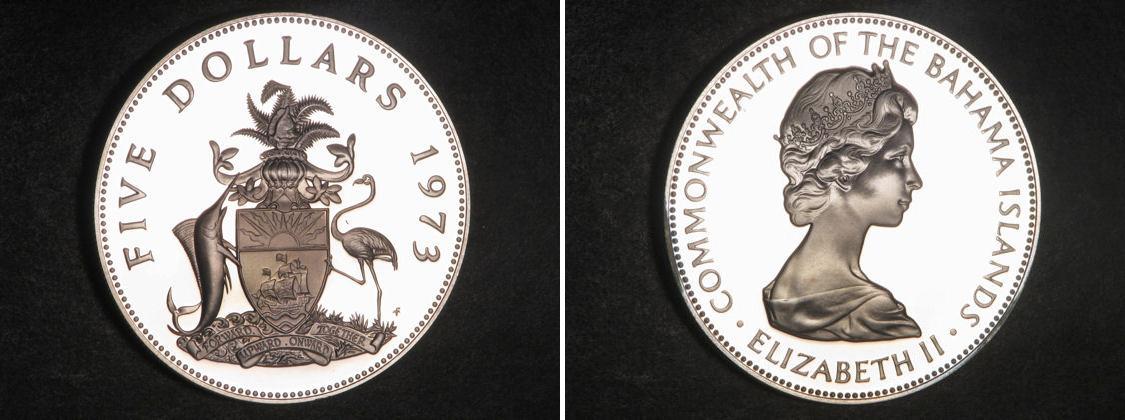 FIVE DOLLARS 1973
FORWARD UPWARD . ONWARD TOGETHER
COMMONWEALTH OF THE BAHAMA ISLANDS
· ELIZABETH II ·